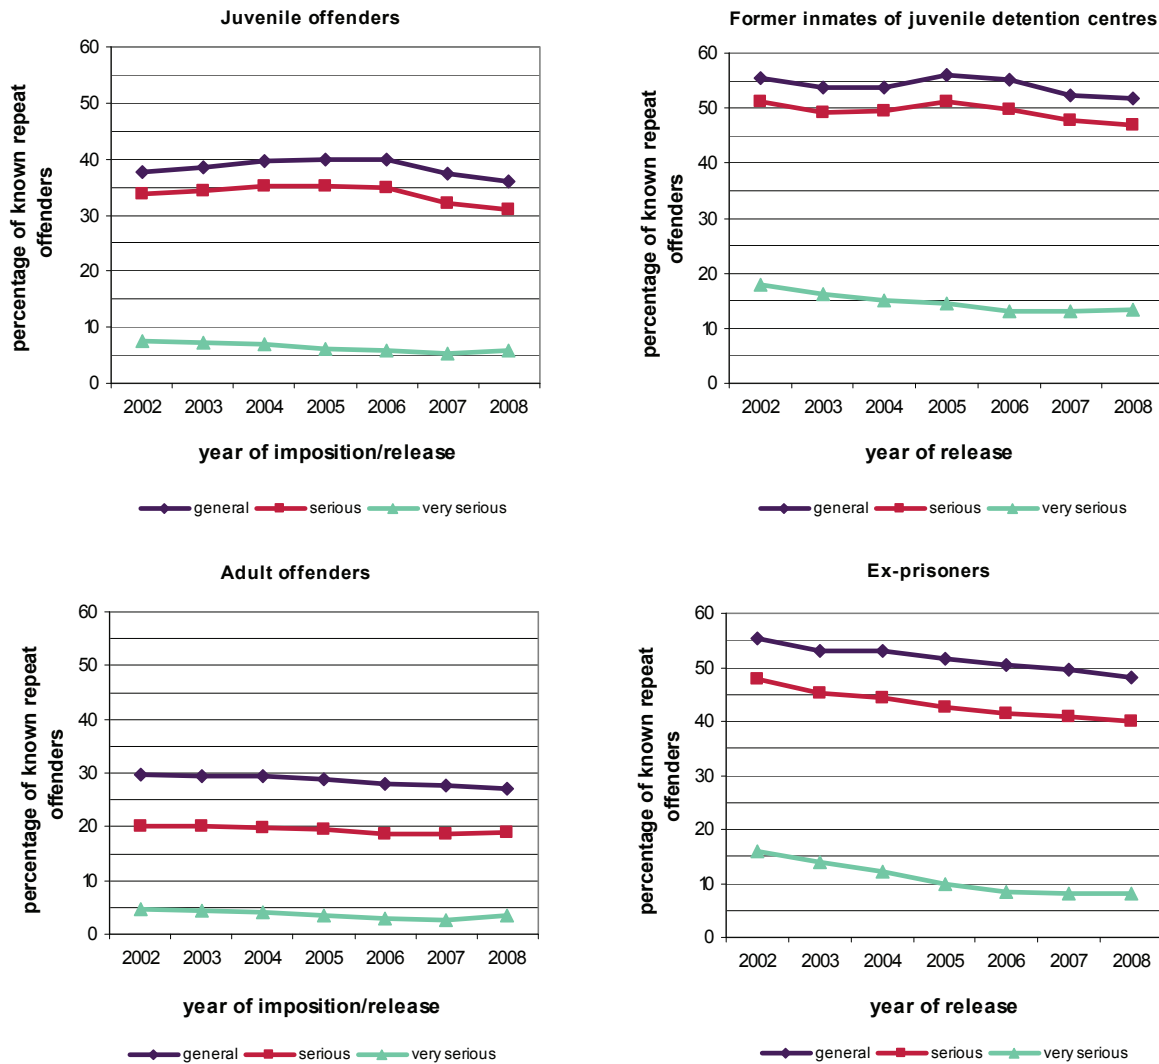 Juvenile offenders
60
50
40
30
20
10
0
percentage of known repeat
offenders
2002 2003 2004 2005 2006 2007 2008
year of imposition/release
general serious very serious
Former inmates of juvenile detention centres
60
50
40
30
20
10
0
percentage of known repeat
offenders
2002 2003 2004 2005 2006 2007 2008
year of release
general serious very serious
Adult offenders
60
50
40
30
20
10
0
percentage of known repeat
offenders
2002 2003 2004 2005 2006 2007 2008
year of imposition/release
general serious very serious
Ex-prisoners
60
50
40
30
20
10
0
percentage of known repeat
offenders
2002 2003 2004 2005 2006 2007 2008
year of release
general serious very serious